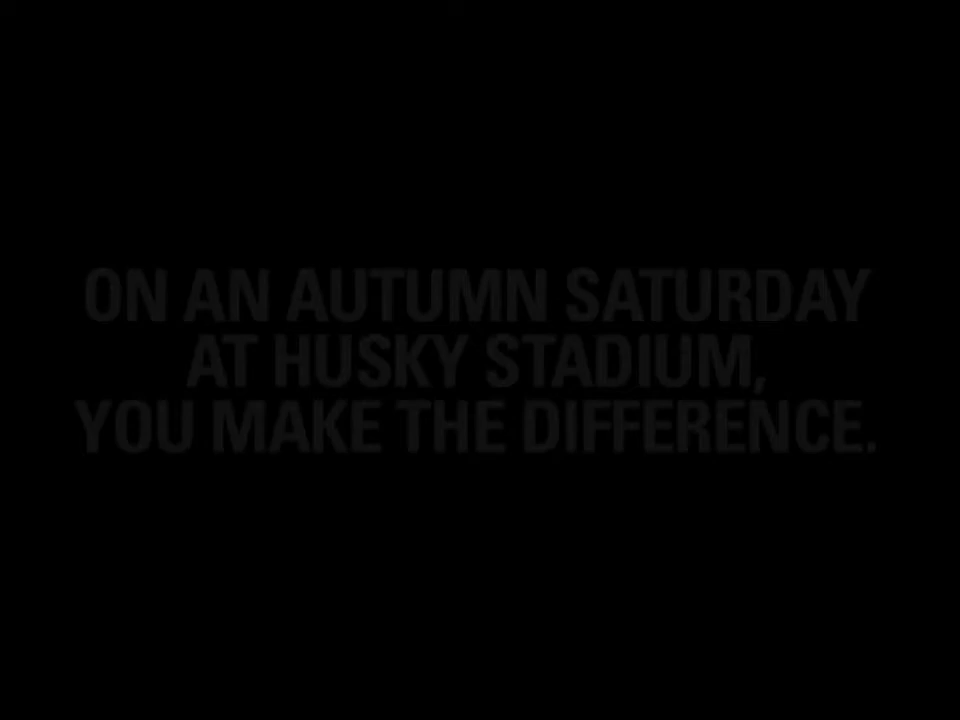 ON AN AUTUMN SATURDAY
AT HUSKY STADIUM,
YOU MAKE THE DIFFERENCE.